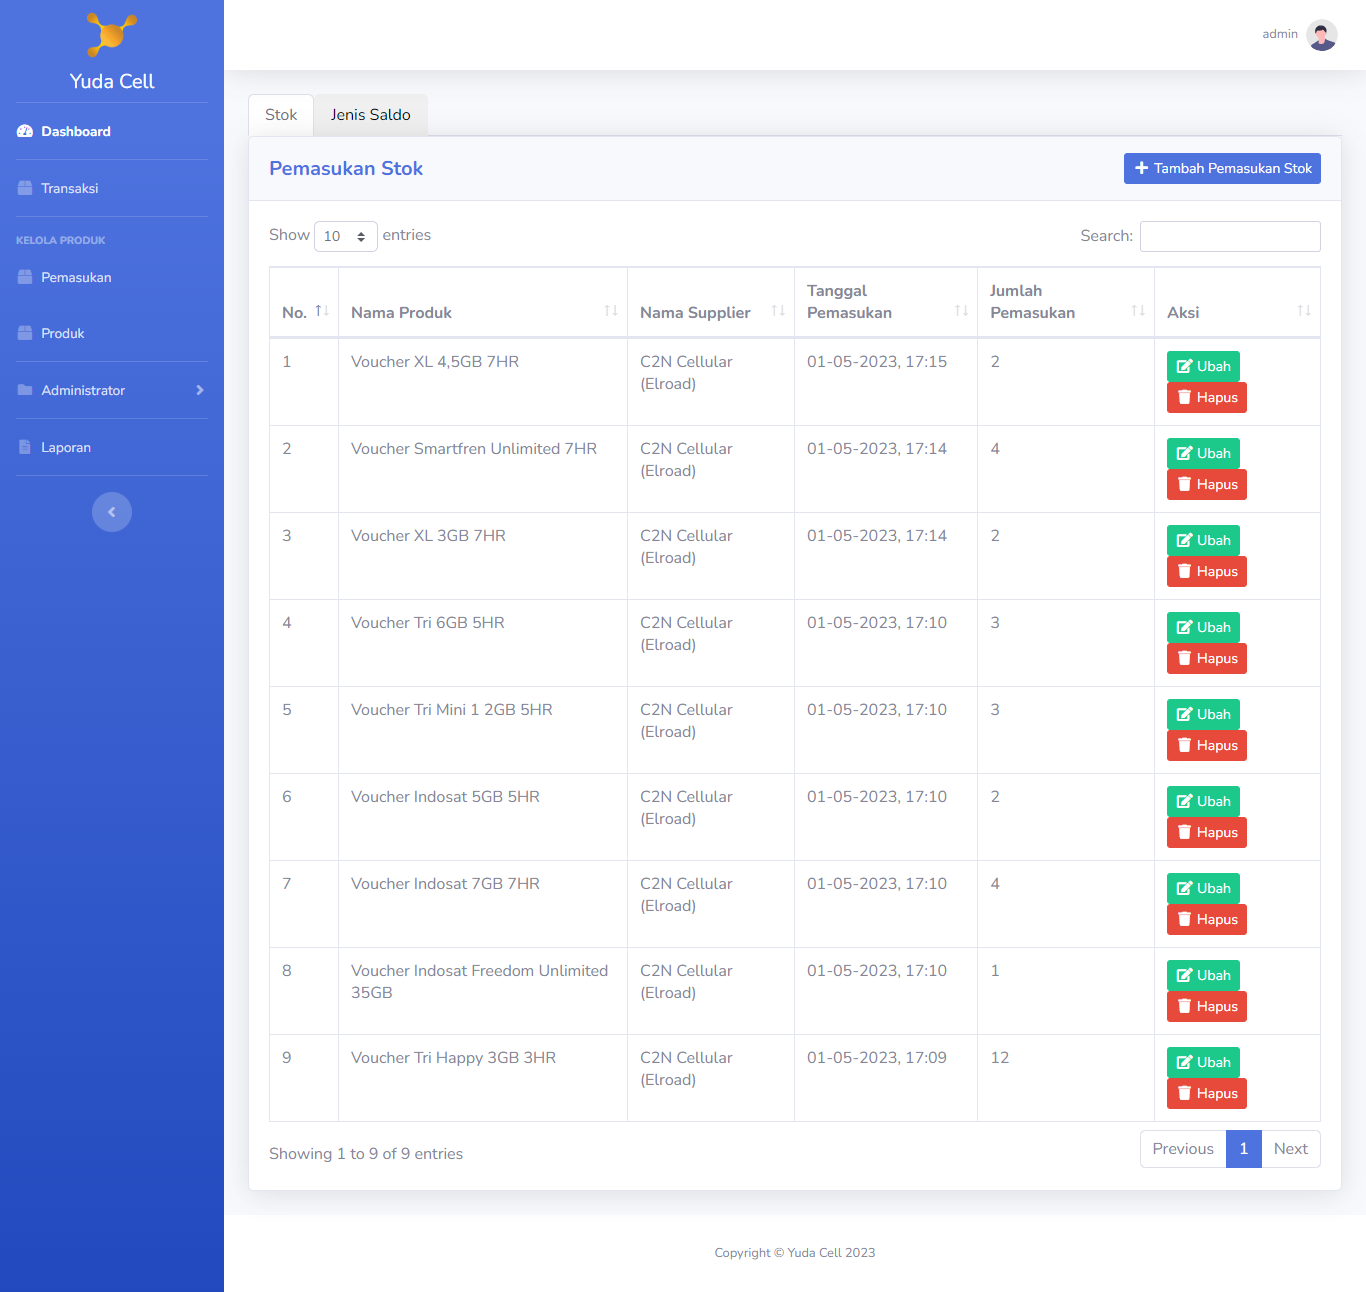 Yuda Cell
Dashboard
Transaksi
KELOLA PRODUK
Pemasukan
Produk
Administrator
Laporan
admin
Stok Jenis Saldo
Pemasukan Stok Tambah Pemasukan Stok
Show 10 entries Search:
No. Nama Produk Nama Supplier Tanggal Pemasukan Jumlah Pemasukan Aksi
1 Voucher XL 4,5GB 7HR C2N Cellular (Elroad) 01-05-2023, 17:15 2 Ubah Hapus
2 Voucher Smartfren Unlimited 7HR C2N Cellular (Elroad) 01-05-2023, 17:14 4 Ubah Hapus
3 Voucher XL 3GB 7HR C2N Cellular (Elroad) 01-05-2023, 17:14 2 Ubah Hapus
4 Voucher Tri 6GB 5HR C2N Cellular (Elroad) 01-05-2023, 17:10 3 Ubah Hapus
5 Voucher Tri Mini 1 2GB 5HR C2N Cellular (Elroad) 01-05-2023, 17:10 3 Ubah Hapus
6 Voucher Indosat 5GB 5HR C2N Cellular (Elroad) 01-05-2023, 17:10 2 Ubah Hapus
7 Voucher Indosat 7GB 7HR C2N Cellular (Elroad) 01-05-2023, 17:10 4 Ubah Hapus
8 Voucher Indosat Freedom Unlimited 35GB C2N Cellular (Elroad) 01-05-2023, 17:10 1 Ubah Hapus
9 Voucher Tri Happy 3GB 3HR C2N Cellular (Elroad) 01-05-2023, 17:09 12 Ubah Hapus
Showing 1 to 9 of 9 entries Previous 1 Next
Copyright © Yuda Cell 2023